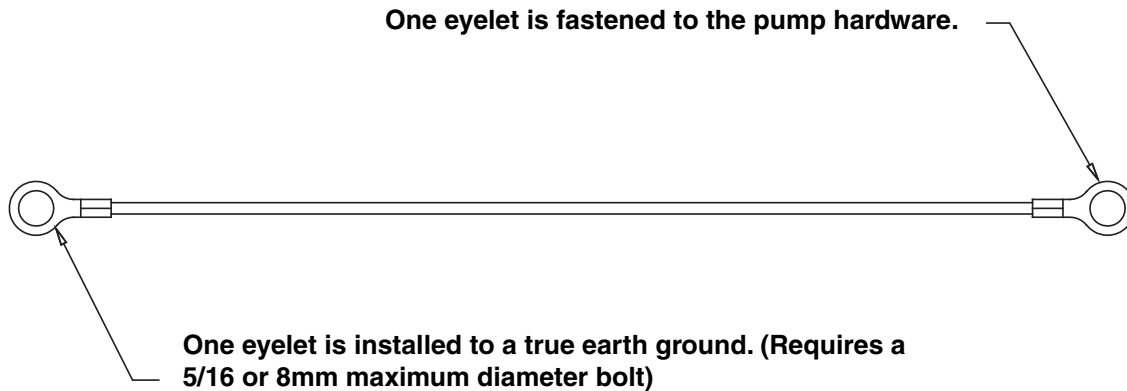 One eyelet is fastened to the pump hardware.
One eyelet is installed to a true earth ground. (Requires a
5/16 or 8mm maximum diameter bolt)